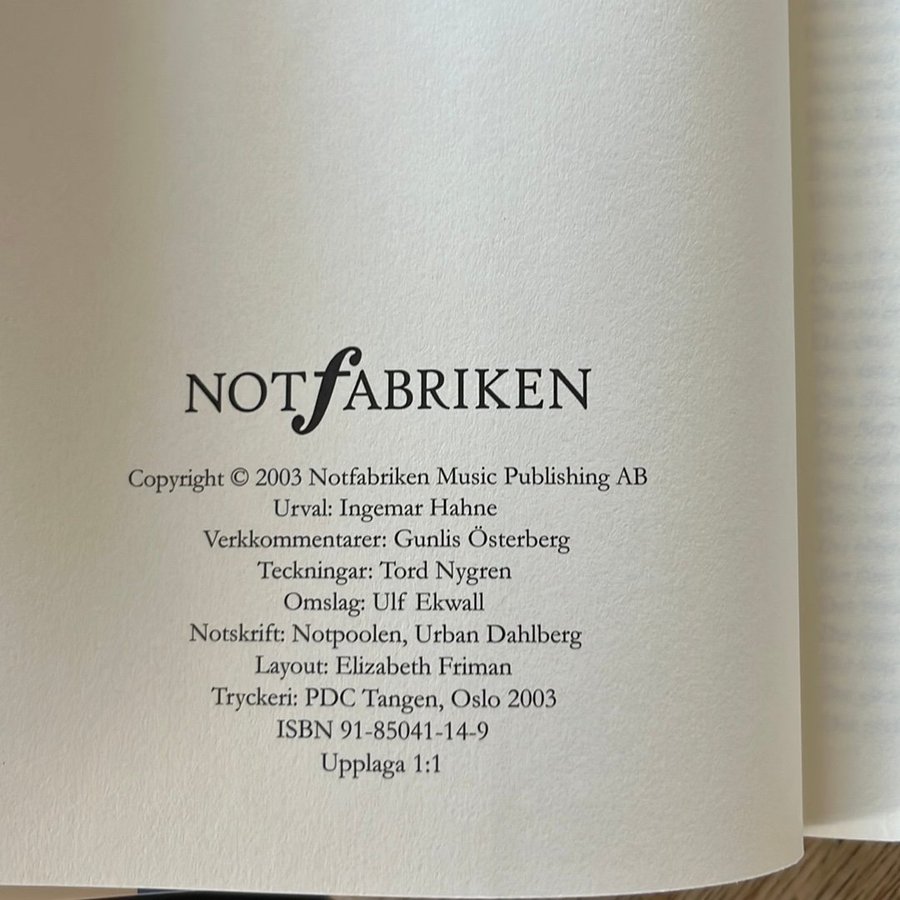 NOTfABRIKEN
Copyright © 2003 Notfabriken Music Publishing AB
Urval: Ingemar Hahne
Verkkommentarer: Gunlis Österberg
Teckningar: Tord Nygren
Omslag: Ulf Ekwall
Notskrift: Notpoolen, Urban Dahlberg
Layout: Elizabeth Friman
Tryckeri: PDC Tangen, Oslo 2003
ISBN 91-85041-14-9
Upplaga 1:1